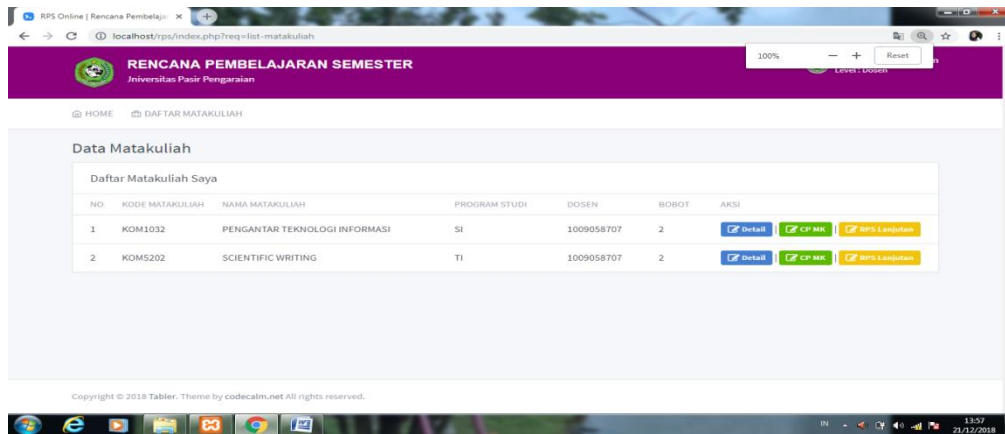 RPS Online | Rencana Pembelaja
localhost/rps/index.php?req=list-matakuliah
100% − + Reset
RENCANA PEMBELAJARAN SEMESTER
Jniversitas Pasir Pengaraian
Level : Dosen
HOME DAFTAR MATAKULIAH
Data Matakuliah
Daftar Matakuliah Saya
NO. KODE MATAKULIAH NAMA MATAKULIAH PROGRAM STUDI DOSEN BOBOT AKSI
1 KOM1032 PENGANTAR TEKNOLOGI INFORMASI SI 1009058707 2 Detail | CP MK | RPS Lanjutan
2 KOM5202 SCIENTIFIC WRITING TI 1009058707 2 Detail | CP MK | RPS Lanjutan
Copyright © 2018 Tabler. Theme by codecalm.net All rights reserved.
IN 13:57
21/12/2018